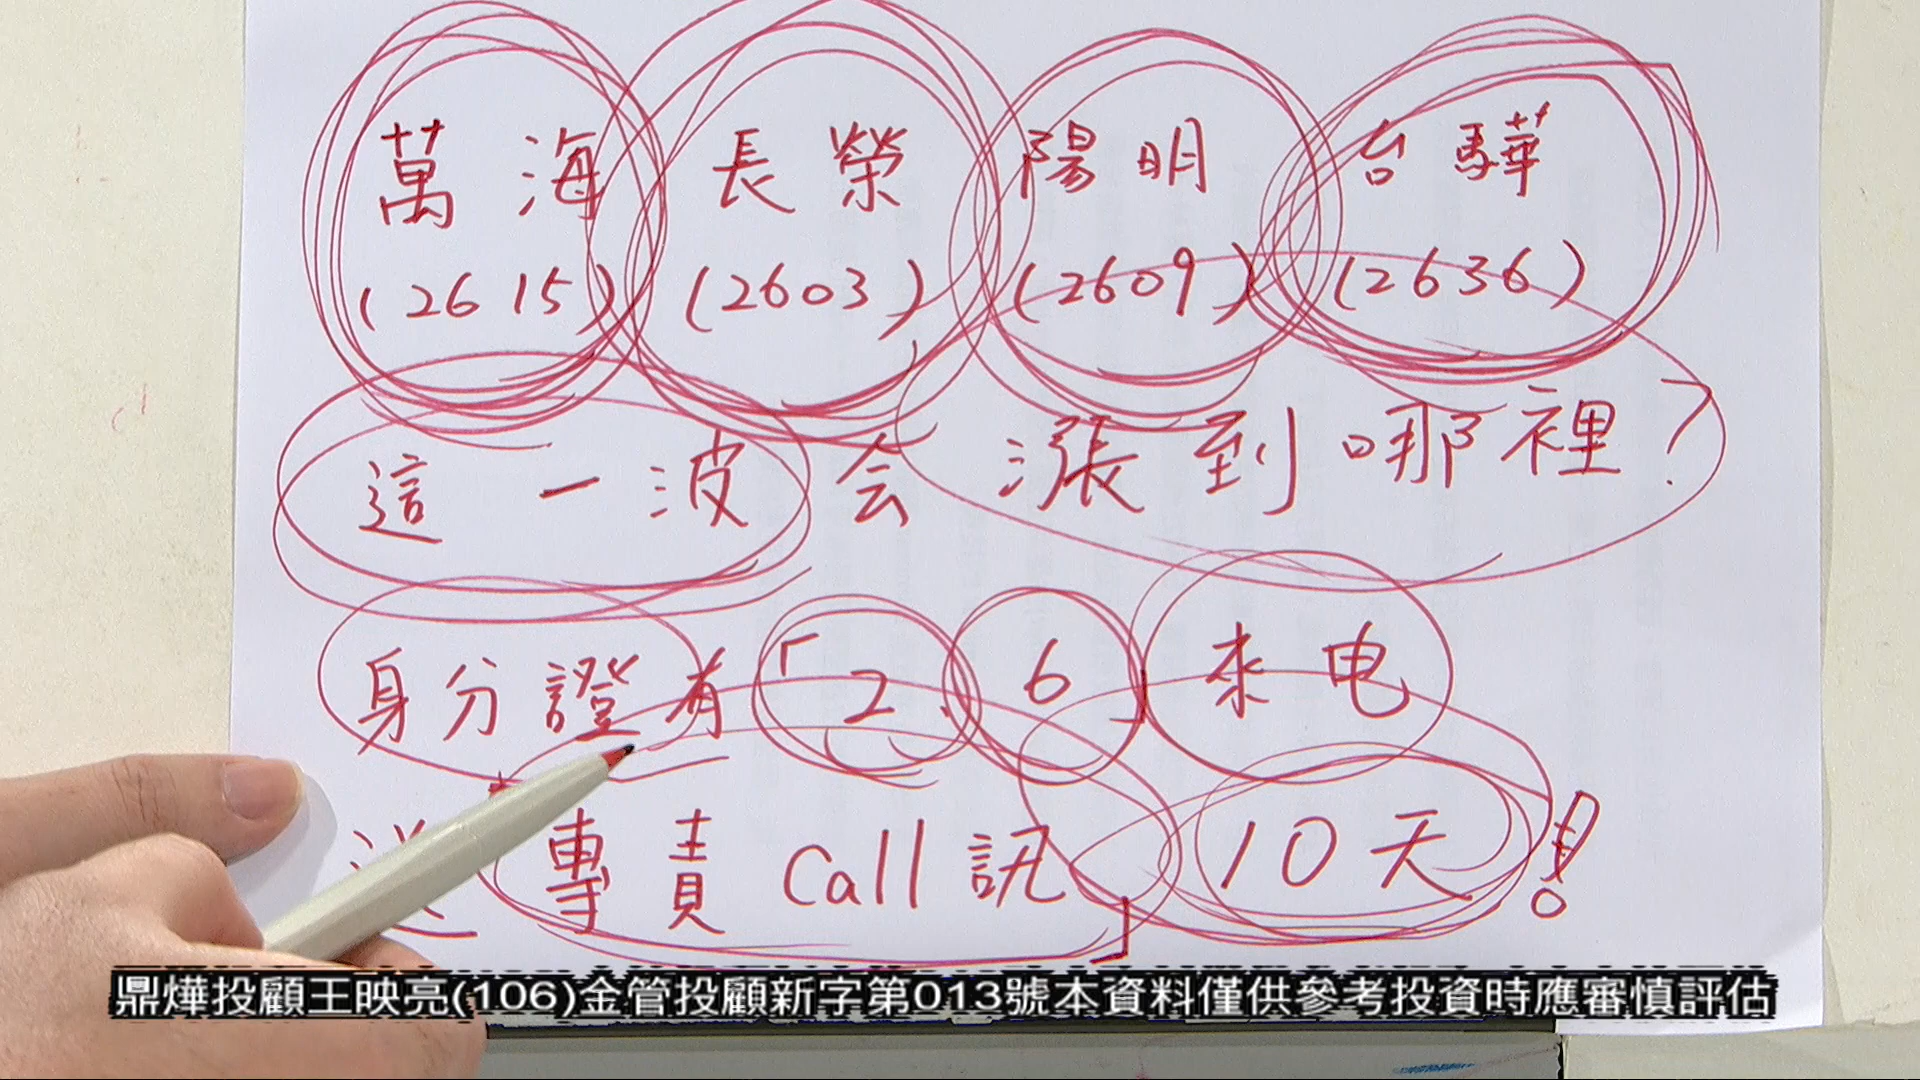 萬海 長榮 陽明 台驊
(2615) (2603) (2609) (2636)
這一波会漲到哪裡?
身分證有「2、6」來电
送「專責Call訊」10天!
鼎燁投顧王映亮(106)金管投顧新字第013號本資料僅供參考投資時應審慎評估